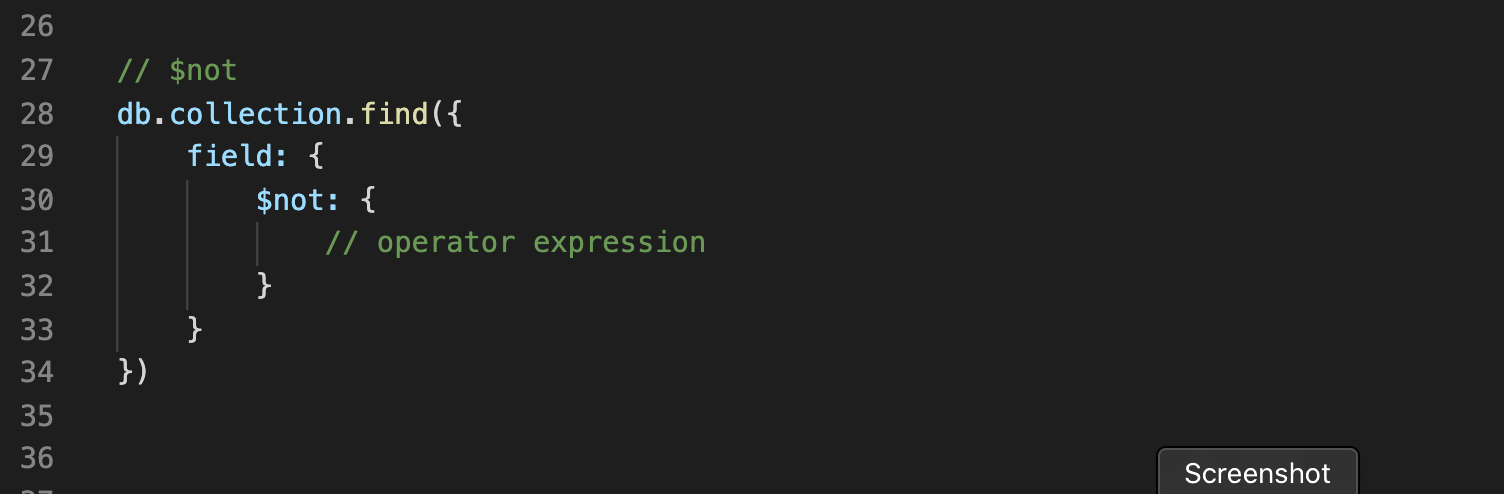 26
27 // $not
28 db.collection.find({
29 field: {
30 $not: {
31 // operator expression
32 }
33 }
34 })
35
36
Screenshot